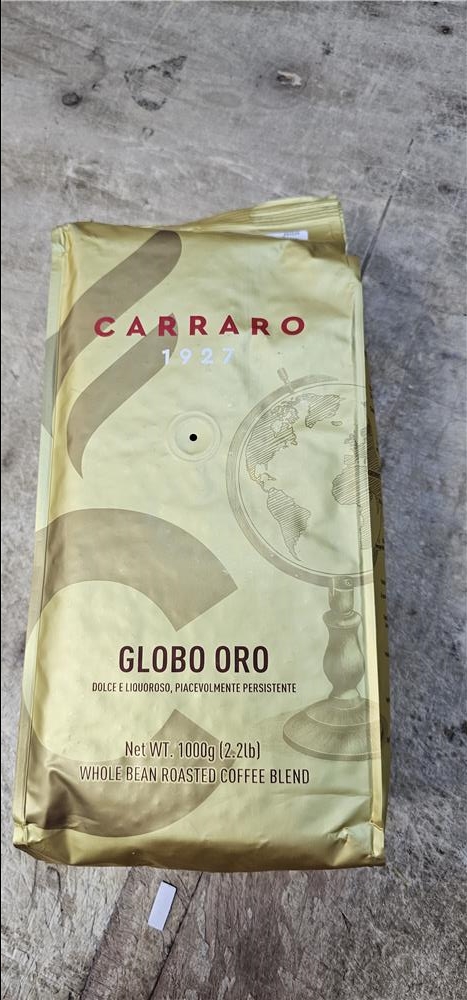 CARRARO
1927
GLOBO ORO
DOLCE E LIQUOROSO, PIACEVOLMENTE PERSISTENTE
Net WT. 1000g (2.2lb)
WHOLE BEAN ROASTED COFFEE BLEND